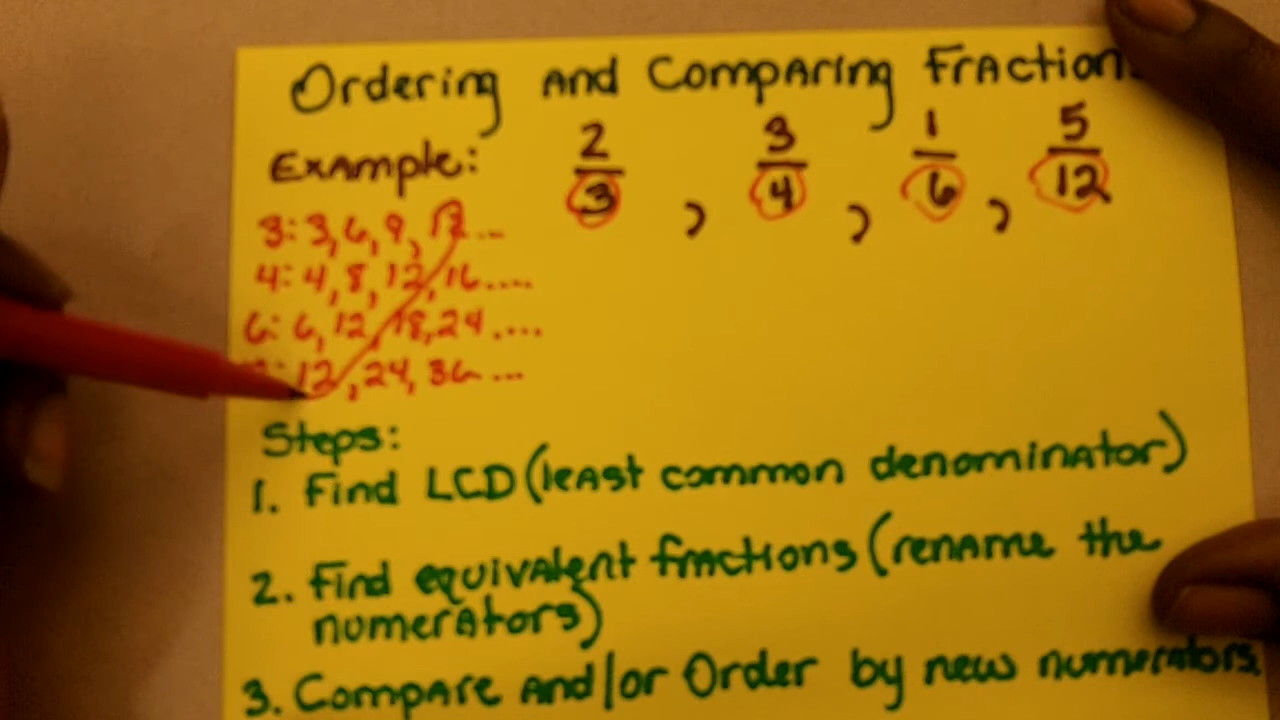 Ordering and Comparing Fraction
Example: 2/3 , 3/4 , 1/6 , 5/12
3: 3, 6, 9, 12...
4: 4, 8, 12, 16....
6: 6, 12, 18, 24....
12, 24, 36...
Steps:
1. Find LCD (least common denominator)
2. Find equivalent fractions (rename the
numerators)
3. Compare and/or Order by new numerators.